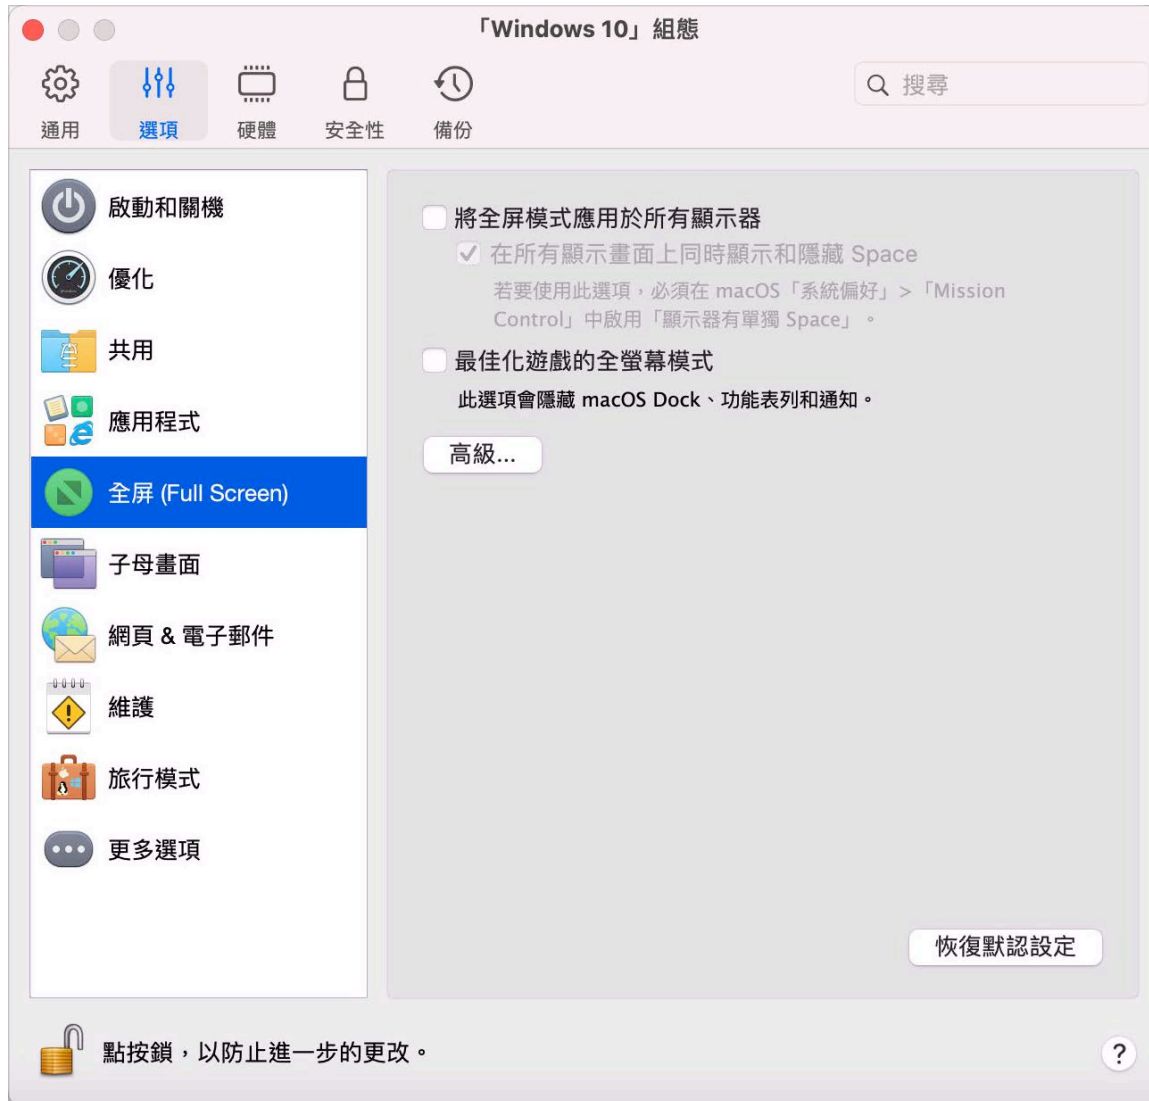 「Windows 10」組態
通用
選項
硬體
安全性
備份
搜尋
啟動和關機
優化
共用
應用程式
全屏 (Full Screen)
子母畫面
網頁 & 電子郵件
維護
旅行模式
更多選項
將全屏模式應用於所有顯示器
在所有顯示畫面上同時顯示和隱藏 Space
若要使用此選項，必須在 macOS「系統偏好」>「Mission
Control」中啟用「顯示器有單獨 Space」。
最佳化遊戲的全螢幕模式
此選項會隱藏 macOS Dock、功能表列和通知。
高級...
恢復默認設定
點按鎖，以防止進一步的更改。
?